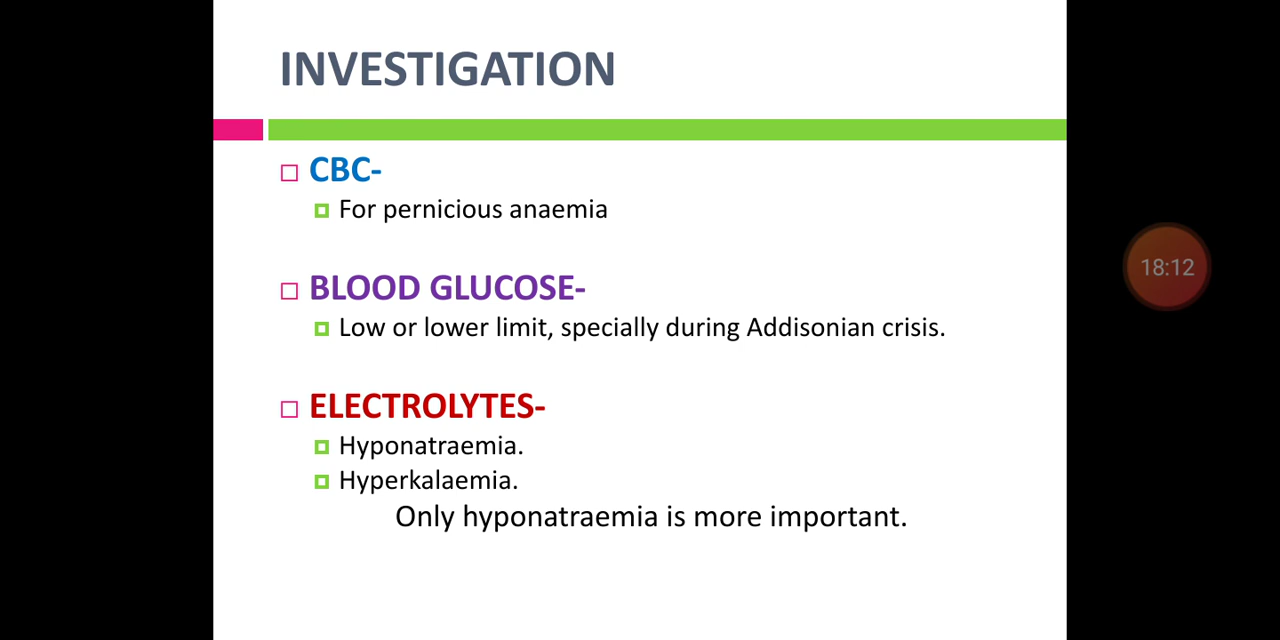 INVESTIGATION
CBC-
For pernicious anaemia
BLOOD GLUCOSE-
Low or lower limit, specially during Addisonian crisis.
18:12
ELECTROLYTES-
Hyponatraemia.
Hyperkalaemia.
Only hyponatraemia is more important.